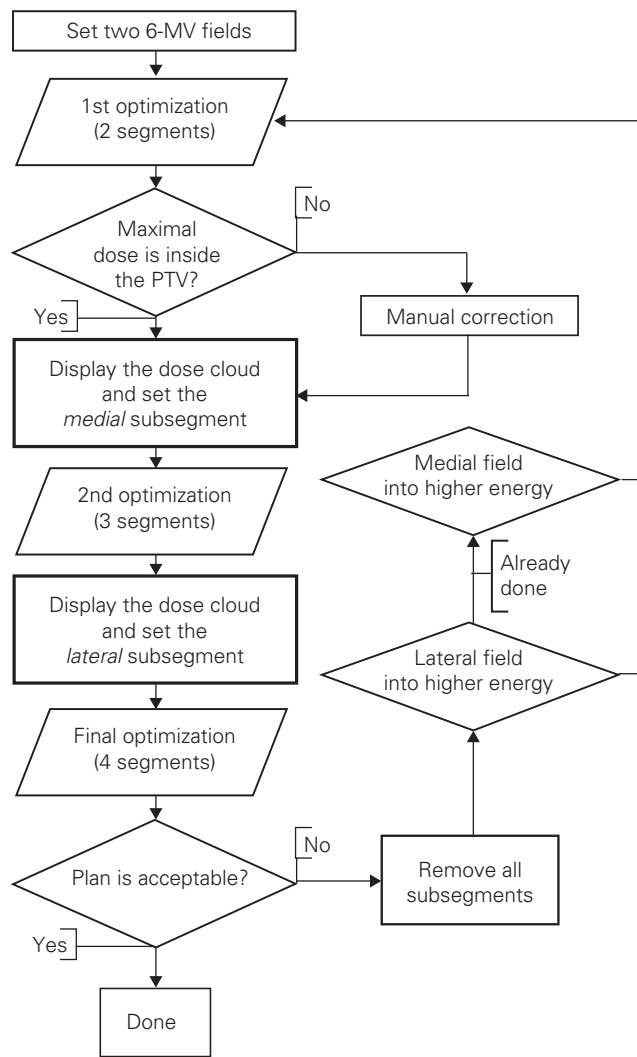 Set two 6-MV fields
1st optimization
(2 segments)
No
Maximal
dose is inside
the PTV?
Yes
Manual correction
Display the dose cloud
and set the
medial subsegment
Medial field
into higher energy
2nd optimization
(3 segments)
Already
done
Display the dose cloud
and set the
lateral subsegment
Lateral field
into higher energy
Final optimization
(4 segments)
No
Plan is acceptable?
Remove all
subsegments
Yes
Done